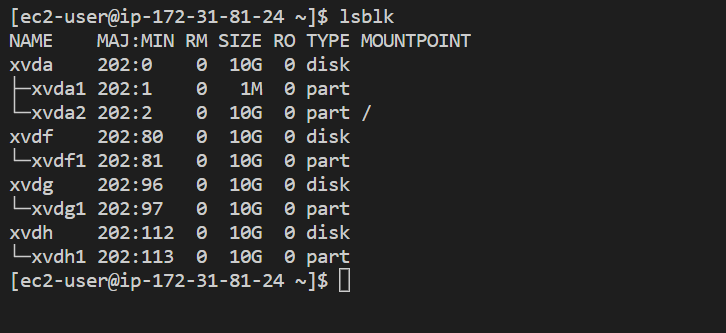 [ec2-user@ip-172-31-81-24 ~]$ lsblk
NAME    MAJ:MIN RM SIZE RO TYPE MOUNTPOINT
xvda    202:0    0  10G  0 disk
├─xvda1 202:1    0   1M  0 part
└─xvda2 202:2    0  10G  0 part /
xvdf    202:80   0  10G  0 disk
└─xvdf1 202:81   0  10G  0 part
xvdg    202:96   0  10G  0 disk
└─xvdg1 202:97   0  10G  0 part
xvdh    202:112  0  10G  0 disk
└─xvdh1 202:113  0  10G  0 part
[ec2-user@ip-172-31-81-24 ~]$